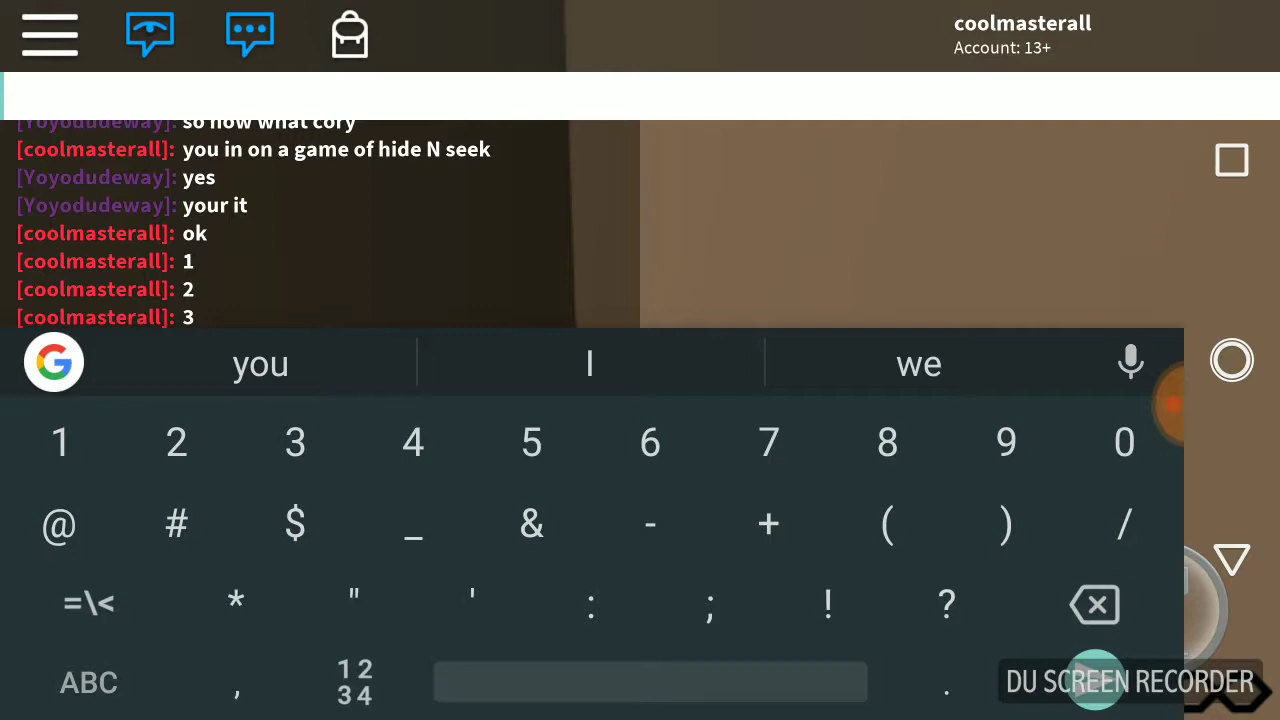 coolmasterall
Account: 13+
[Yoyodudeway]: so now what cory
[coolmasterall]: you in on a game of hide N seek
[Yoyodudeway]: yes
[Yoyodudeway]: your it
[coolmasterall]: ok
[coolmasterall]: 1
[coolmasterall]: 2
[coolmasterall]: 3
G you I we
1 2 3 4 5 6 7 8 9 0
@ # $ _ & - + ( ) /
=\< * " ' : ; ! ?
ABC , 1 2 3 4 .
DU SCREEN RECORDER